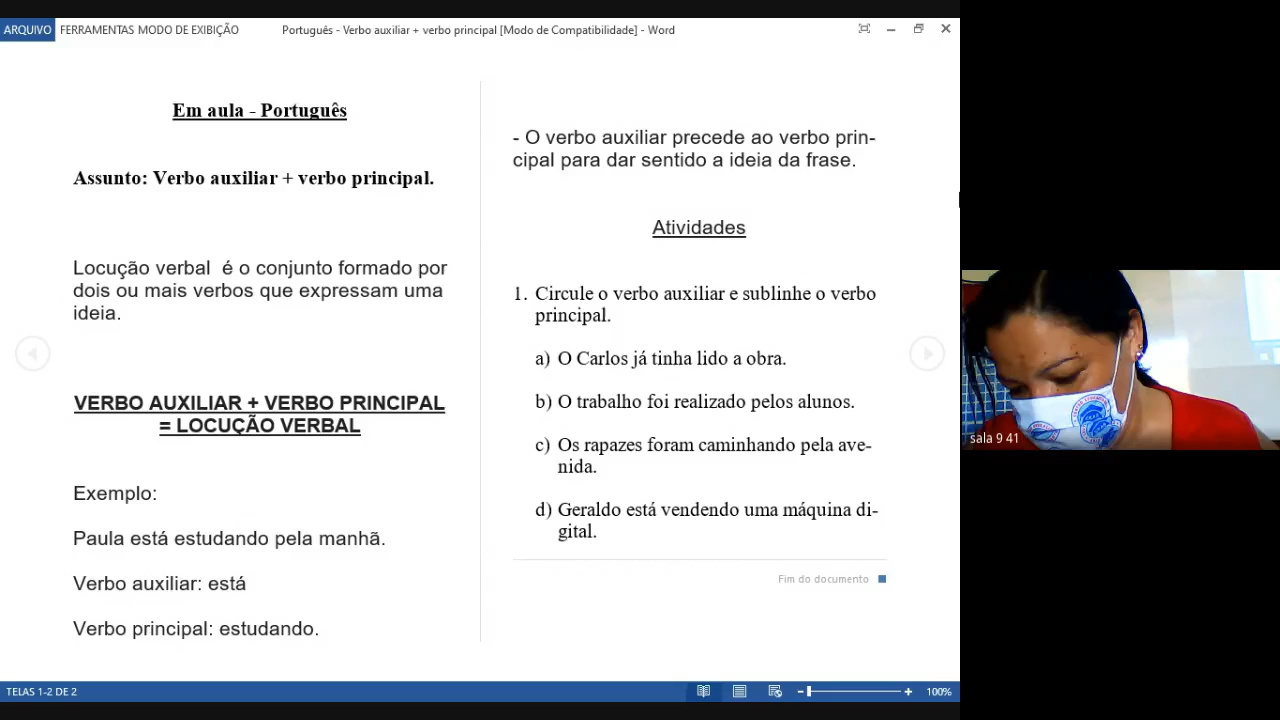 ARQUIVO FERRAMENTAS MODO DE EXIBIÇÃO Português - Verbo auxiliar + verbo principal [Modo de Compatibilidade] - Word
Em aula - Português
Assunto: Verbo auxiliar + verbo principal.
Locução verbal é o conjunto formado por
dois ou mais verbos que expressam uma
ideia.
VERBO AUXILIAR + VERBO PRINCIPAL
= LOCUÇÃO VERBAL
Exemplo:
Paula está estudando pela manhã.
Verbo auxiliar: está
Verbo principal: estudando.
- O verbo auxiliar precede ao verbo prin-
cipal para dar sentido a ideia da frase.
Atividades
1. Circule o verbo auxiliar e sublinhe o verbo
principal.
a) O Carlos já tinha lido a obra.
b) O trabalho foi realizado pelos alunos.
c) Os rapazes foram caminhando pela ave-
nida.
d) Geraldo está vendendo uma máquina di-
gital.
Fim do documento
sala 9 41
TELAS 1-2 DE 2
100%